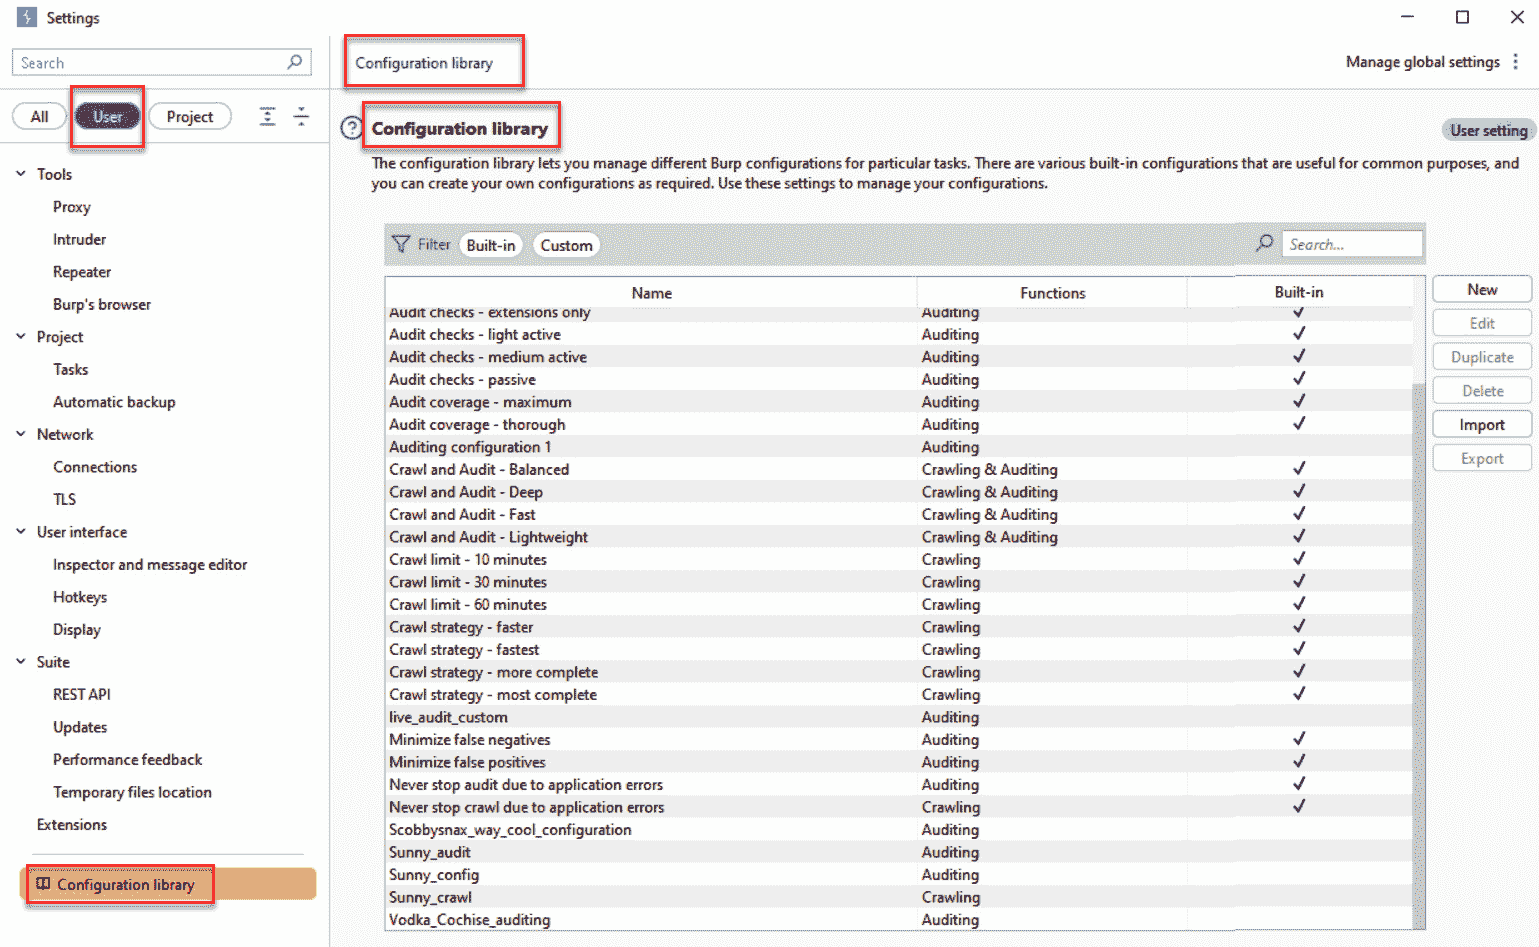 Settings
Search
Configuration library
Manage global settings
All
User
Project
Configuration library
User setting
The configuration library lets you manage different Burp configurations for particular tasks. There are various built-in configurations that are useful for common purposes, and
you can create your own configurations as required. Use these settings to manage your configurations.
Tools
Proxy
Intruder
Repeater
Burp's browser
Project
Tasks
Automatic backup
Network
Connections
TLS
User interface
Inspector and message editor
Hotkeys
Display
Suite
REST API
Updates
Performance feedback
Temporary files location
Extensions
Configuration library
Filter Built-in Custom Search...
Name Functions Built-in
Audit checks - extensions only Auditing ✓
Audit checks - light active Auditing ✓
Audit checks - medium active Auditing ✓
Audit checks - passive Auditing ✓
Audit coverage - maximum Auditing ✓
Audit coverage - thorough Auditing ✓
Auditing configuration 1 Auditing
Crawl and Audit - Balanced Crawling & Auditing ✓
Crawl and Audit - Deep Crawling & Auditing ✓
Crawl and Audit - Fast Crawling & Auditing ✓
Crawl and Audit - Lightweight Crawling & Auditing ✓
Crawl limit - 10 minutes Crawling ✓
Crawl limit - 30 minutes Crawling ✓
Crawl limit - 60 minutes Crawling ✓
Crawl strategy - faster Crawling ✓
Crawl strategy - fastest Crawling ✓
Crawl strategy - more complete Crawling ✓
Crawl strategy - most complete Crawling ✓
live_audit_custom Auditing
Minimize false negatives Auditing ✓
Minimize false positives Auditing ✓
Never stop audit due to application errors Auditing ✓
Never stop crawl due to application errors Crawling ✓
Scobbysnax_way_cool_configuration Auditing
Sunny_audit Auditing
Sunny_config Auditing
Sunny_crawl Crawling
Vodka_Cochise_auditing Auditing
New
Edit
Duplicate
Delete
Import
Export